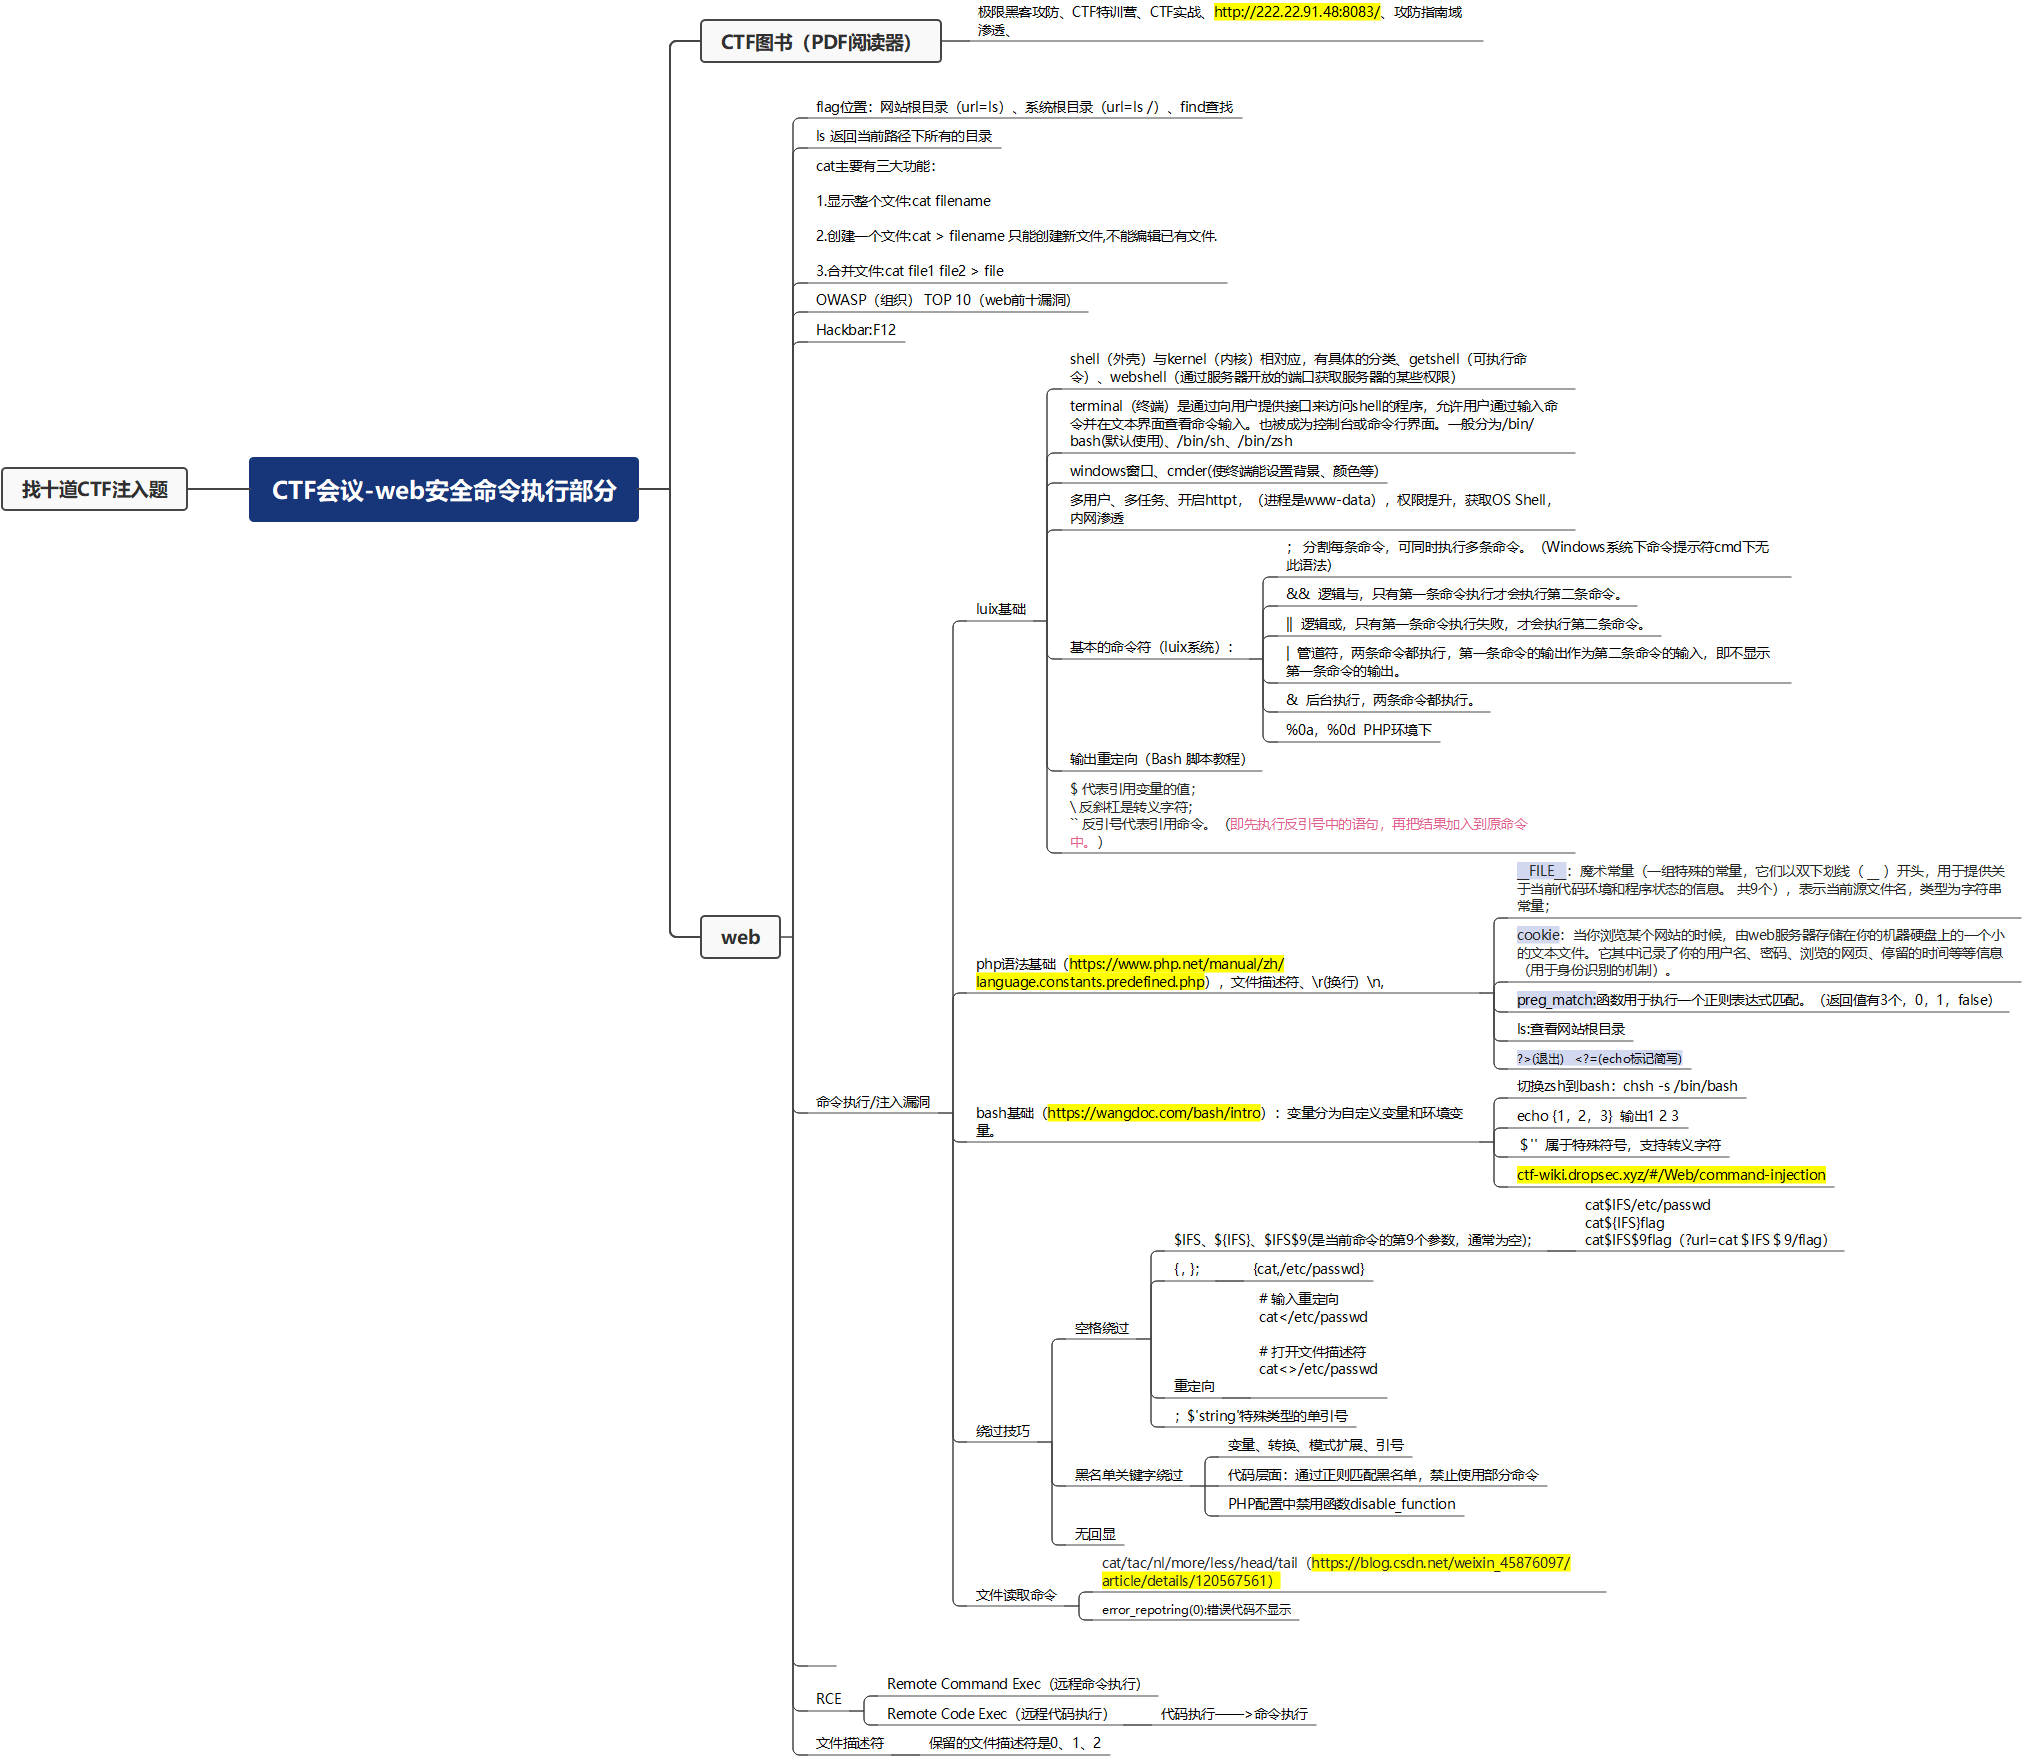 找十道CTF注入题
CTF会议-web安全命令执行部分
CTF图书（PDF阅读器）
极限黑客攻防、CTF特训营、CTF实战、http://222.22.91.48:8083/、攻防指南域
渗透、
web
flag位置：网站根目录（url=ls）、系统根目录（url=ls /）、find查找
ls 返回当前路径下所有的目录
cat主要有三大功能：
1.显示整个文件:cat filename
2.创建一个文件:cat > filename 只能创建新文件,不能编辑已有文件.
3.合并文件:cat file1 file2 > file
OWASP（组织） TOP 10（web前十漏洞）
Hackbar:F12
命令执行/注入漏洞
luix基础
shell（外壳）与kernel（内核）相对应，有具体的分类、getshell（可执行命
令）、webshell（通过服务器开放的端口获取服务器的某些权限）
terminal（终端）是通过向用户提供接口来访问shell的程序，允许用户通过输入命
令并在文本界面查看命令输入。也被成为控制台或命令行界面。一般分为/bin/
bash(默认使用)、/bin/sh、/bin/zsh
windows窗口、cmder(使终端能设置背景、颜色等)
多用户、多任务、开启httpt，（进程是www-data），权限提升，获取OS Shell，
内网渗透
基本的命令符（luix系统）：
； 分割每条命令，可同时执行多条命令。（Windows系统下命令提示符cmd下无
此语法）
&& 逻辑与，只有第一条命令执行才会执行第二条命令。
|| 逻辑或，只有第一条命令执行失败，才会执行第二条命令。
| 管道符，两条命令都执行，第一条命令的输出作为第二条命令的输入，即不显示
第一条命令的输出。
& 后台执行，两条命令都执行。
%0a，%0d PHP环境下
输出重定向（Bash 脚本教程）
$ 代表引用变量的值；
\ 反斜杠是转义字符；
`` 反引号代表引用命令。（即先执行反引号中的语句，再把结果加入到原命令
中。）
php语法基础（https://www.php.net/manual/zh/
language.constants.predefined.php），文件描述符、\r(换行）\n,
__FILE__：魔术常量（一组特殊的常量，它们以双下划线（ __ ）开头，用于提供关
于当前代码环境和程序状态的信息。 共9个），表示当前源文件名，类型为字符串
常量；
cookie：当你浏览某个网站的时候，由web服务器存储在你的机器硬盘上的一个小
的文本文件。它其中记录了你的用户名、密码、浏览的网页、停留的时间等等信息
（用于身份识别的机制）。
preg_match:函数用于执行一个正则表达式匹配。（返回值有3个，0，1，false）
ls:查看网站根目录
?>(退出） <?=(echo标记简写)
bash基础（https://wangdoc.com/bash/intro）：变量分为自定义变量和环境变
量。
切换zsh到bash：chsh -s /bin/bash
echo {1，2，3} 输出1 2 3
$ '' 属于特殊符号，支持转义字符
ctf-wiki.dropsec.xyz/#/Web/command-injection
绕过技巧
空格绕过
$IFS、${IFS}、$IFS$9(是当前命令的第9个参数，通常为空);
cat$IFS/etc/passwd
cat${IFS}flag
cat$IFS$9flag（?url=cat＄IFS＄9/flag）
{ , };
{cat,/etc/passwd}
重定向
# 输入重定向
cat</etc/passwd
# 打开文件描述符
cat<>/etc/passwd
；$'string'特殊类型的单引号
黑名单关键字绕过
变量、转换、模式扩展、引号
代码层面：通过正则匹配黑名单，禁止使用部分命令
PHP配置中禁用函数disable_function
无回显
文件读取命令
cat/tac/nl/more/less/head/tail（https://blog.csdn.net/weixin_45876097/
article/details/120567561）
error_repotring(0):错误代码不显示
RCE
Remote Command Exec（远程命令执行）
Remote Code Exec（远程代码执行）
代码执行——>命令执行
文件描述符
保留的文件描述符是0、1、2